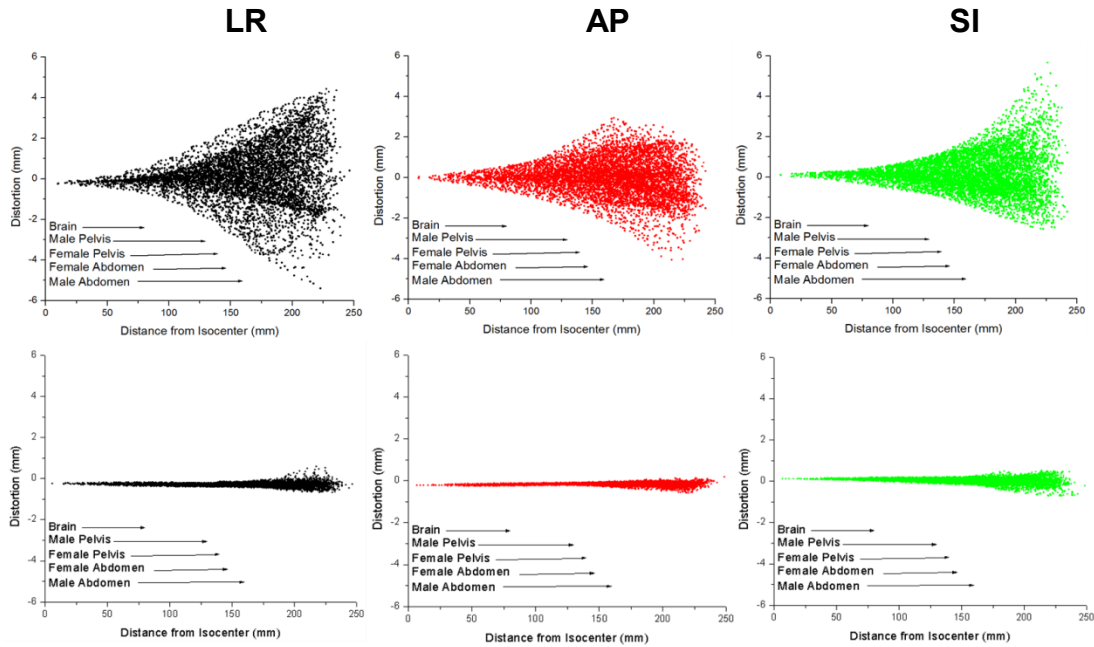 LR
AP
SI
6
4
2
0
-2
-4
-6
Distortion (mm)
Brain
Male Pelvis
Female Pelvis
Female Abdomen
Male Abdomen
0 50 100 150 200 250
Distance from Isocenter (mm)
6
4
2
0
-2
-4
-6
Distortion (mm)
Brain
Male Pelvis
Female Pelvis
Female Abdomen
Male Abdomen
0 50 100 150 200 250
Distance from Isocenter (mm)
6
4
2
0
-2
-4
-6
Distortion (mm)
Brain
Male Pelvis
Female Pelvis
Female Abdomen
Male Abdomen
0 50 100 150 200 250
Distance from Isocenter (mm)
6
4
2
0
-2
-4
-6
Distortion (mm)
Brain
Male Pelvis
Female Pelvis
Female Abdomen
Male Abdomen
0 50 100 150 200 250
Distance from Isocenter (mm)
6
4
2
0
-2
-4
-6
Distortion (mm)
Brain
Male Pelvis
Female Pelvis
Female Abdomen
Male Abdomen
0 50 100 150 200 250
Distance from Isocenter (mm)
6
4
2
0
-2
-4
-6
Distortion (mm)
Brain
Male Pelvis
Female Pelvis
Female Abdomen
Male Abdomen
0 50 100 150 200 250
Distance from Isocenter (mm)